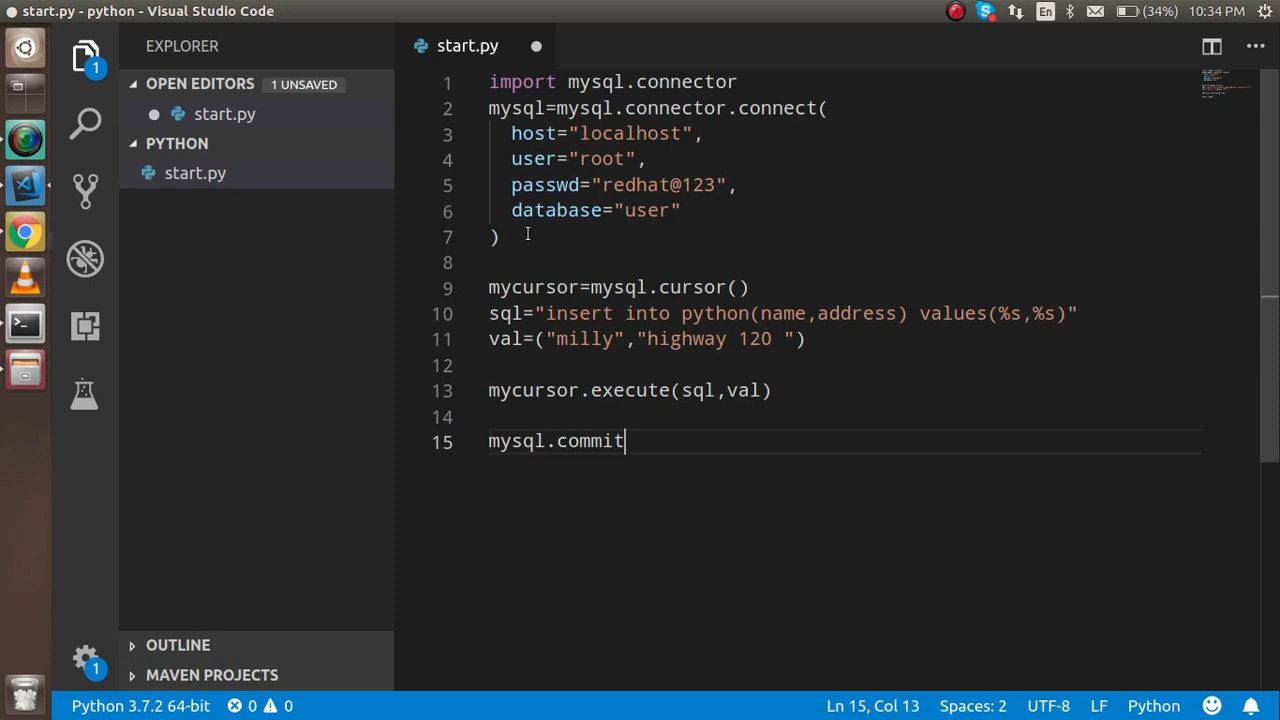 start.py - python - Visual Studio Code
En
(34%)
10:34 PM
EXPLORER
OPEN EDITORS
1 UNSAVED
start.py
PYTHON
start.py
OUTLINE
MAVEN PROJECTS
1
1
start.py
1 import mysql.connector
2 mysql=mysql.connector.connect(
3 host="localhost",
4 user="root",
5 passwd="redhat@123",
6 database="user"
7 )
8
9 mycursor=mysql.cursor()
10 sql="insert into python(name,address) values(%s,%s)"
11 val=("milly","highway 120 ")
12
13 mycursor.execute(sql,val)
14
15 mysql.commit
Python 3.7.2 64-bit
0
0
Ln 15, Col 13
Spaces: 2
UTF-8
LF
Python